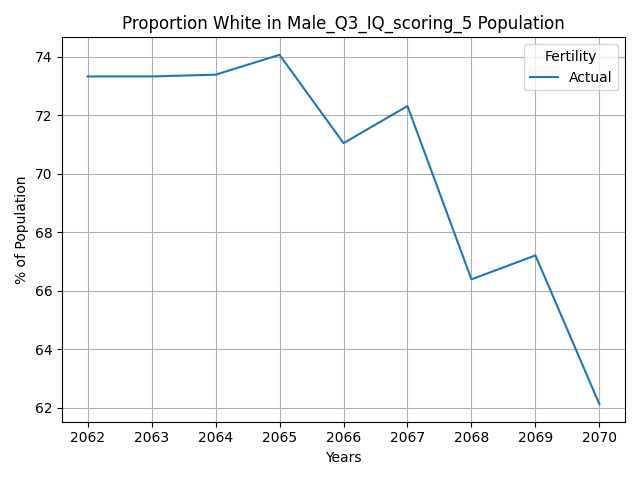 Proportion White in Male_Q3_IQ_scoring_5 Population
Fertility
Actual
% of Population
74
72
70
68
66
64
62
2062 2063 2064 2065 2066 2067 2068 2069 2070
Years